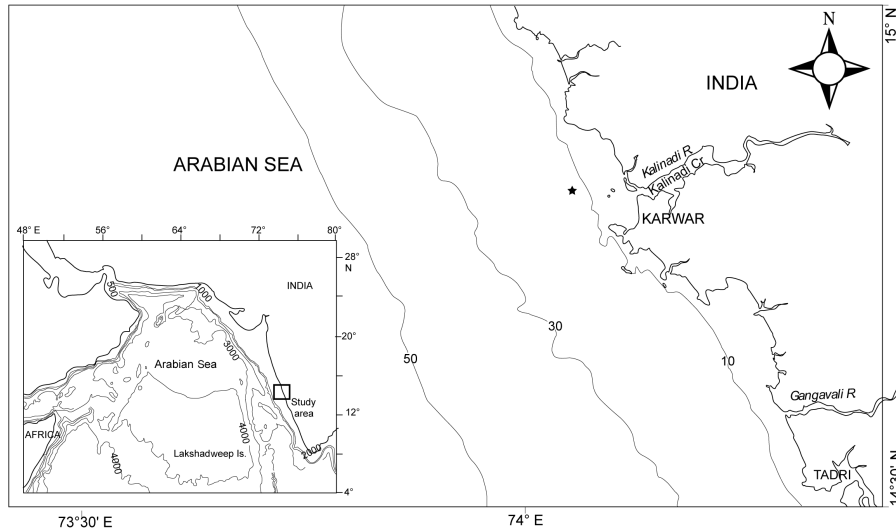 15° N
N
INDIA
ARABIAN SEA
Kalinadi R
Kalinadi Cr
KARWAR
48° E 56° 64° 72° 80°
28°
N
INDIA
500
1000
3000
20°
Arabian Sea
30
50
10
Study
area
Gangavali R
12°
AFRICA
4000
2000
Lakshadweep Is.
4000
TADRI
4°
14°30' N
73°30' E
74° E